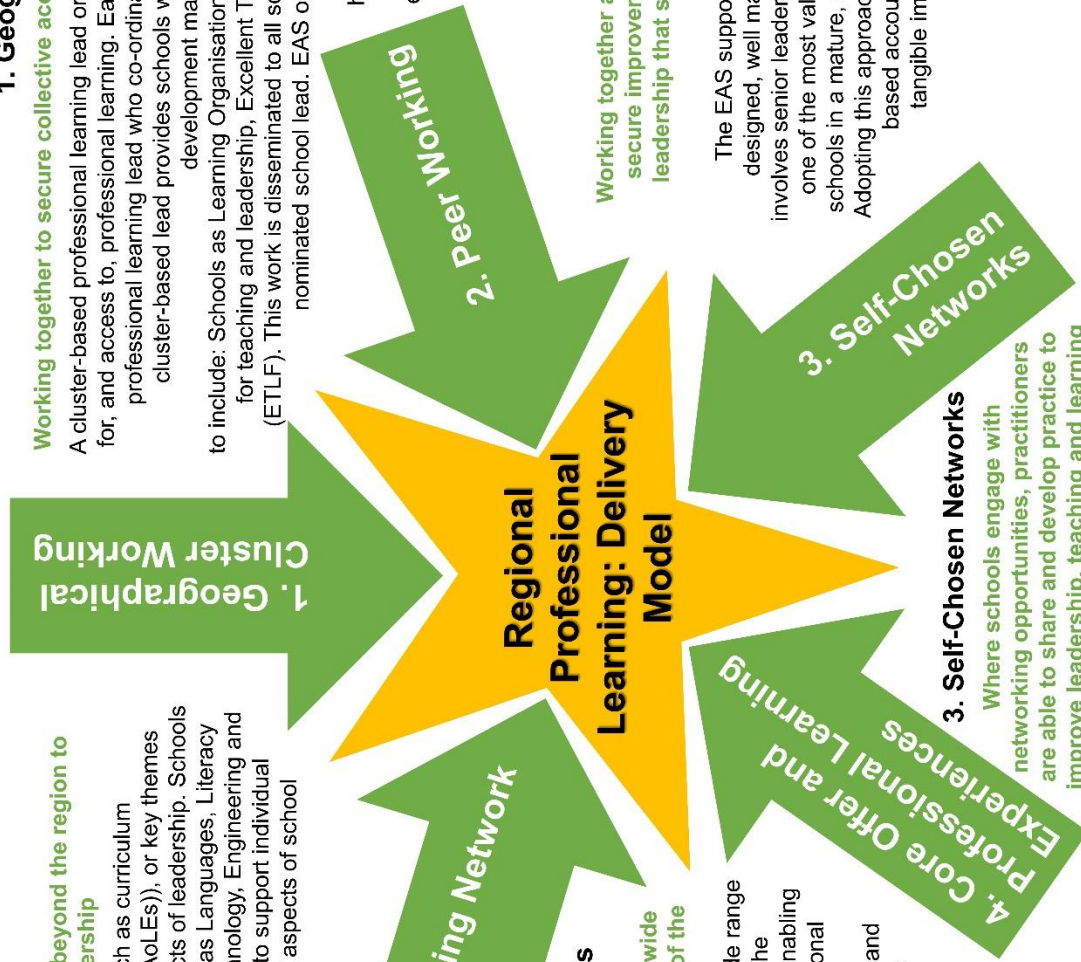 1. Geog
Working together to secure collective acc
A cluster-based professional learning lead or
for, and access to, professional learning. Ea
professional learning lead who co-ordina
cluster-based lead provides schools w
development ma
to include: Schools as Learning Organisation
for teaching and leadership, Excellent T
(ETLF). This work is disseminated to all sc
nominated school lead. EAS o
1. Geographical
Cluster Working
2. Peer Working
Working together a
secure improver
leadership that s
The EAS suppo
designed, well ma
involves senior leader
one of the most val
schools in a mature,
Adopting this approac
based accou
tangible im
3. Self-Chosen
Networks
Regional
Professional
Learning: Delivery
Model
3. Self-Chosen Networks
Where schools engage with
networking opportunities, practitioners
are able to share and develop practice to
improve leadership, teaching and learning
4. Core Offer and
Professional Learning
Experiences
beyond the region to
ership
ch as curriculum
AoLEs)), or key themes
cts of leadership. Schools
as Languages, Literacy
nology, Engineering and
to support individual
aspects of school
ing Network
s
wide
of the
de range
he
nabling
onal
and